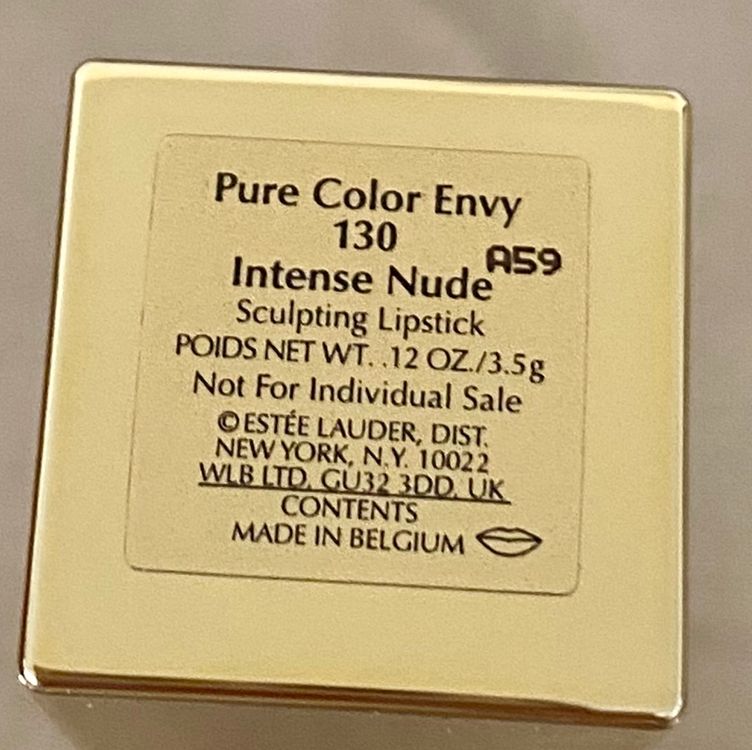 Pure Color Envy
130
A59
Intense Nude
Sculpting Lipstick
POIDS NET WT. .12 OZ./3.5g
Not For Individual Sale
©ESTÉE LAUDER, DIST.
NEW YORK, N.Y. 10022
WLB LTD. GU32 3DD. UK
CONTENTS
MADE IN BELGIUM